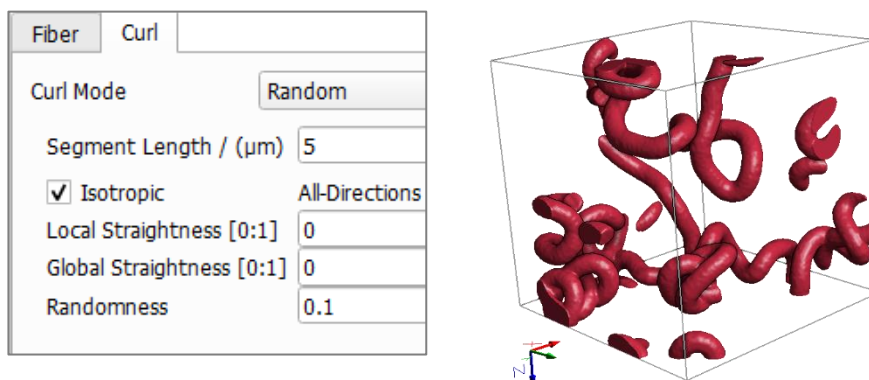 Fiber Curl
Curl Mode Random
Segment Length / (µm) 5
Isotropic All-Directions
Local Straightness [0:1] 0
Global Straightness [0:1] 0
Randomness 0.1
Z